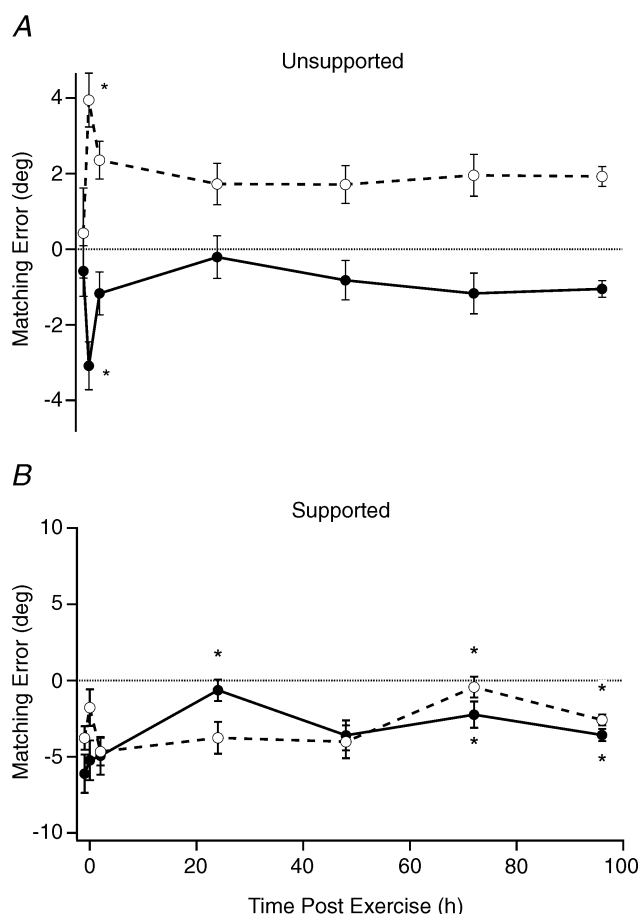 A
Unsupported
Matching Error (deg)
4
2
0
-2
-4
*
*
B
Supported
Matching Error (deg)
10
5
0
-5
-10
*
*
*
*
*
0 20 40 60 80 100
Time Post Exercise (h)